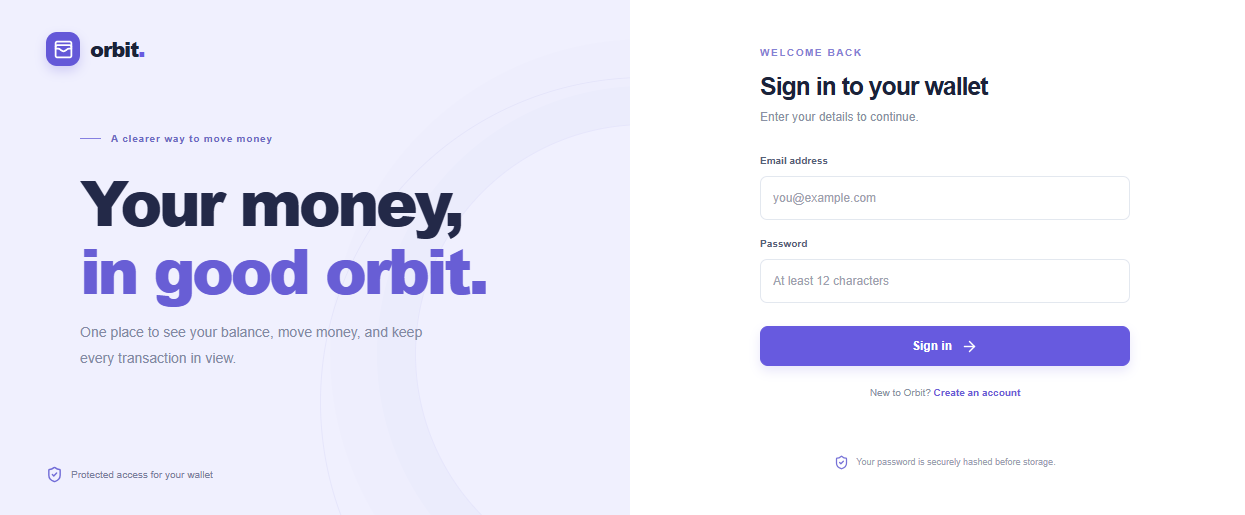 orbit.
A clearer way to move money
Your money,
in good orbit.
One place to see your balance, move money, and keep
every transaction in view.
Protected access for your wallet
WELCOME BACK
Sign in to your wallet
Enter your details to continue.
Email address
you@example.com
Password
At least 12 characters
Sign in
New to Orbit? Create an account
Your password is securely hashed before storage.